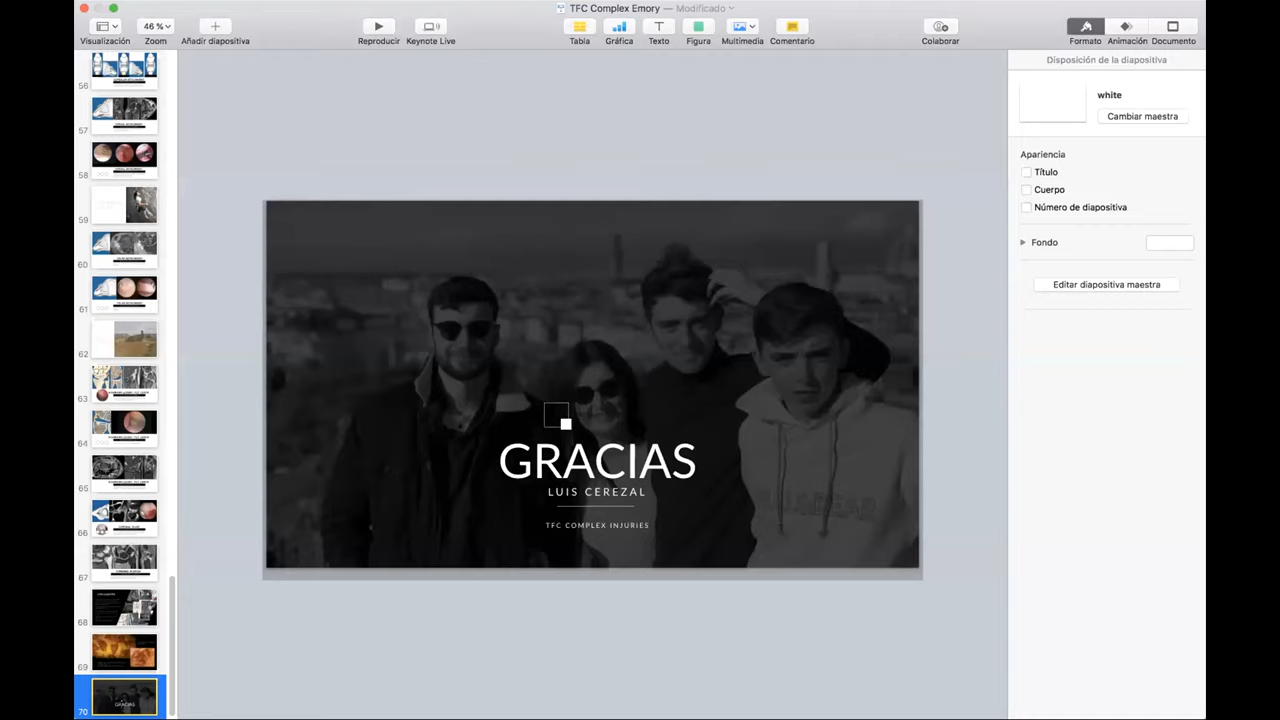 TFC Complex Emory — Modificado
46 %
Visualización
Zoom
Añadir diapositiva
Reproducir
Keynote Live
Tabla
Gráfica
Texto
Figura
Multimedia
Comentario
Colaborar
Formato
Animación
Documento
Disposición de la diapositiva
white
Cambiar maestra
Apariencia
Título
Cuerpo
Número de diapositiva
Fondo
Editar diapositiva maestra
56
57
58
59
60
61
62
63
64
65
66
67
68
69
70
GRACIAS
GRACIAS
LUIS CEREZAL
TFC COMPLEX INJURIES